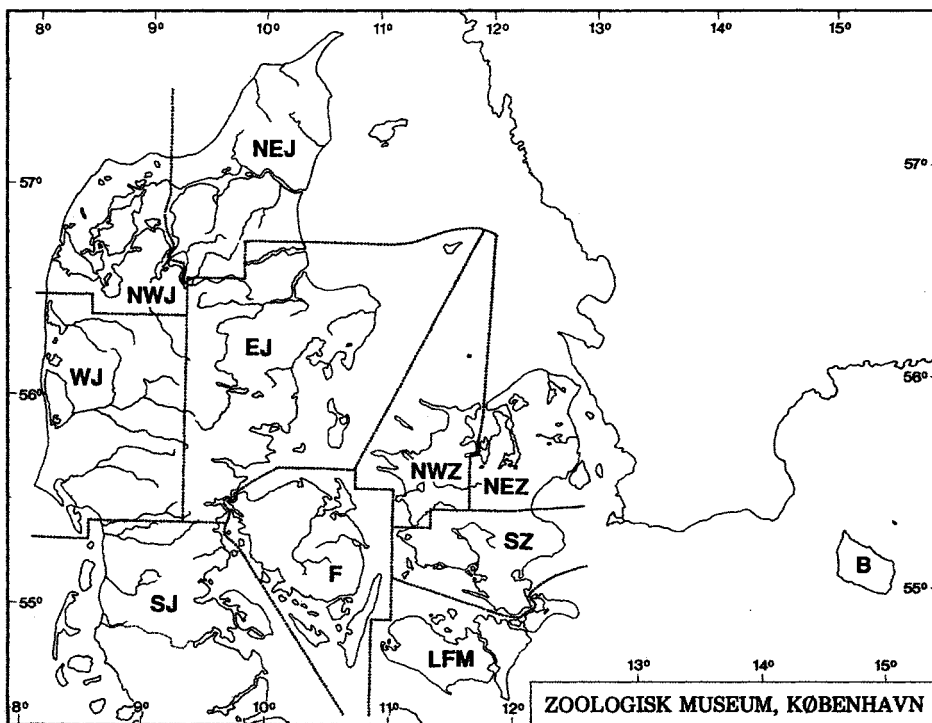 8° 9° 10° 11° 12° 13° 14° 15°
NEJ
57° 57°
NWJ
EJ
WJ
56° 56°
NWZ
NEZ
SZ
F
B
SJ
55° 55°
LFM
13° 14° 15°
8° 9° 10° 11° 12°
ZOOLOGISK MUSEUM, KØBENHAVN